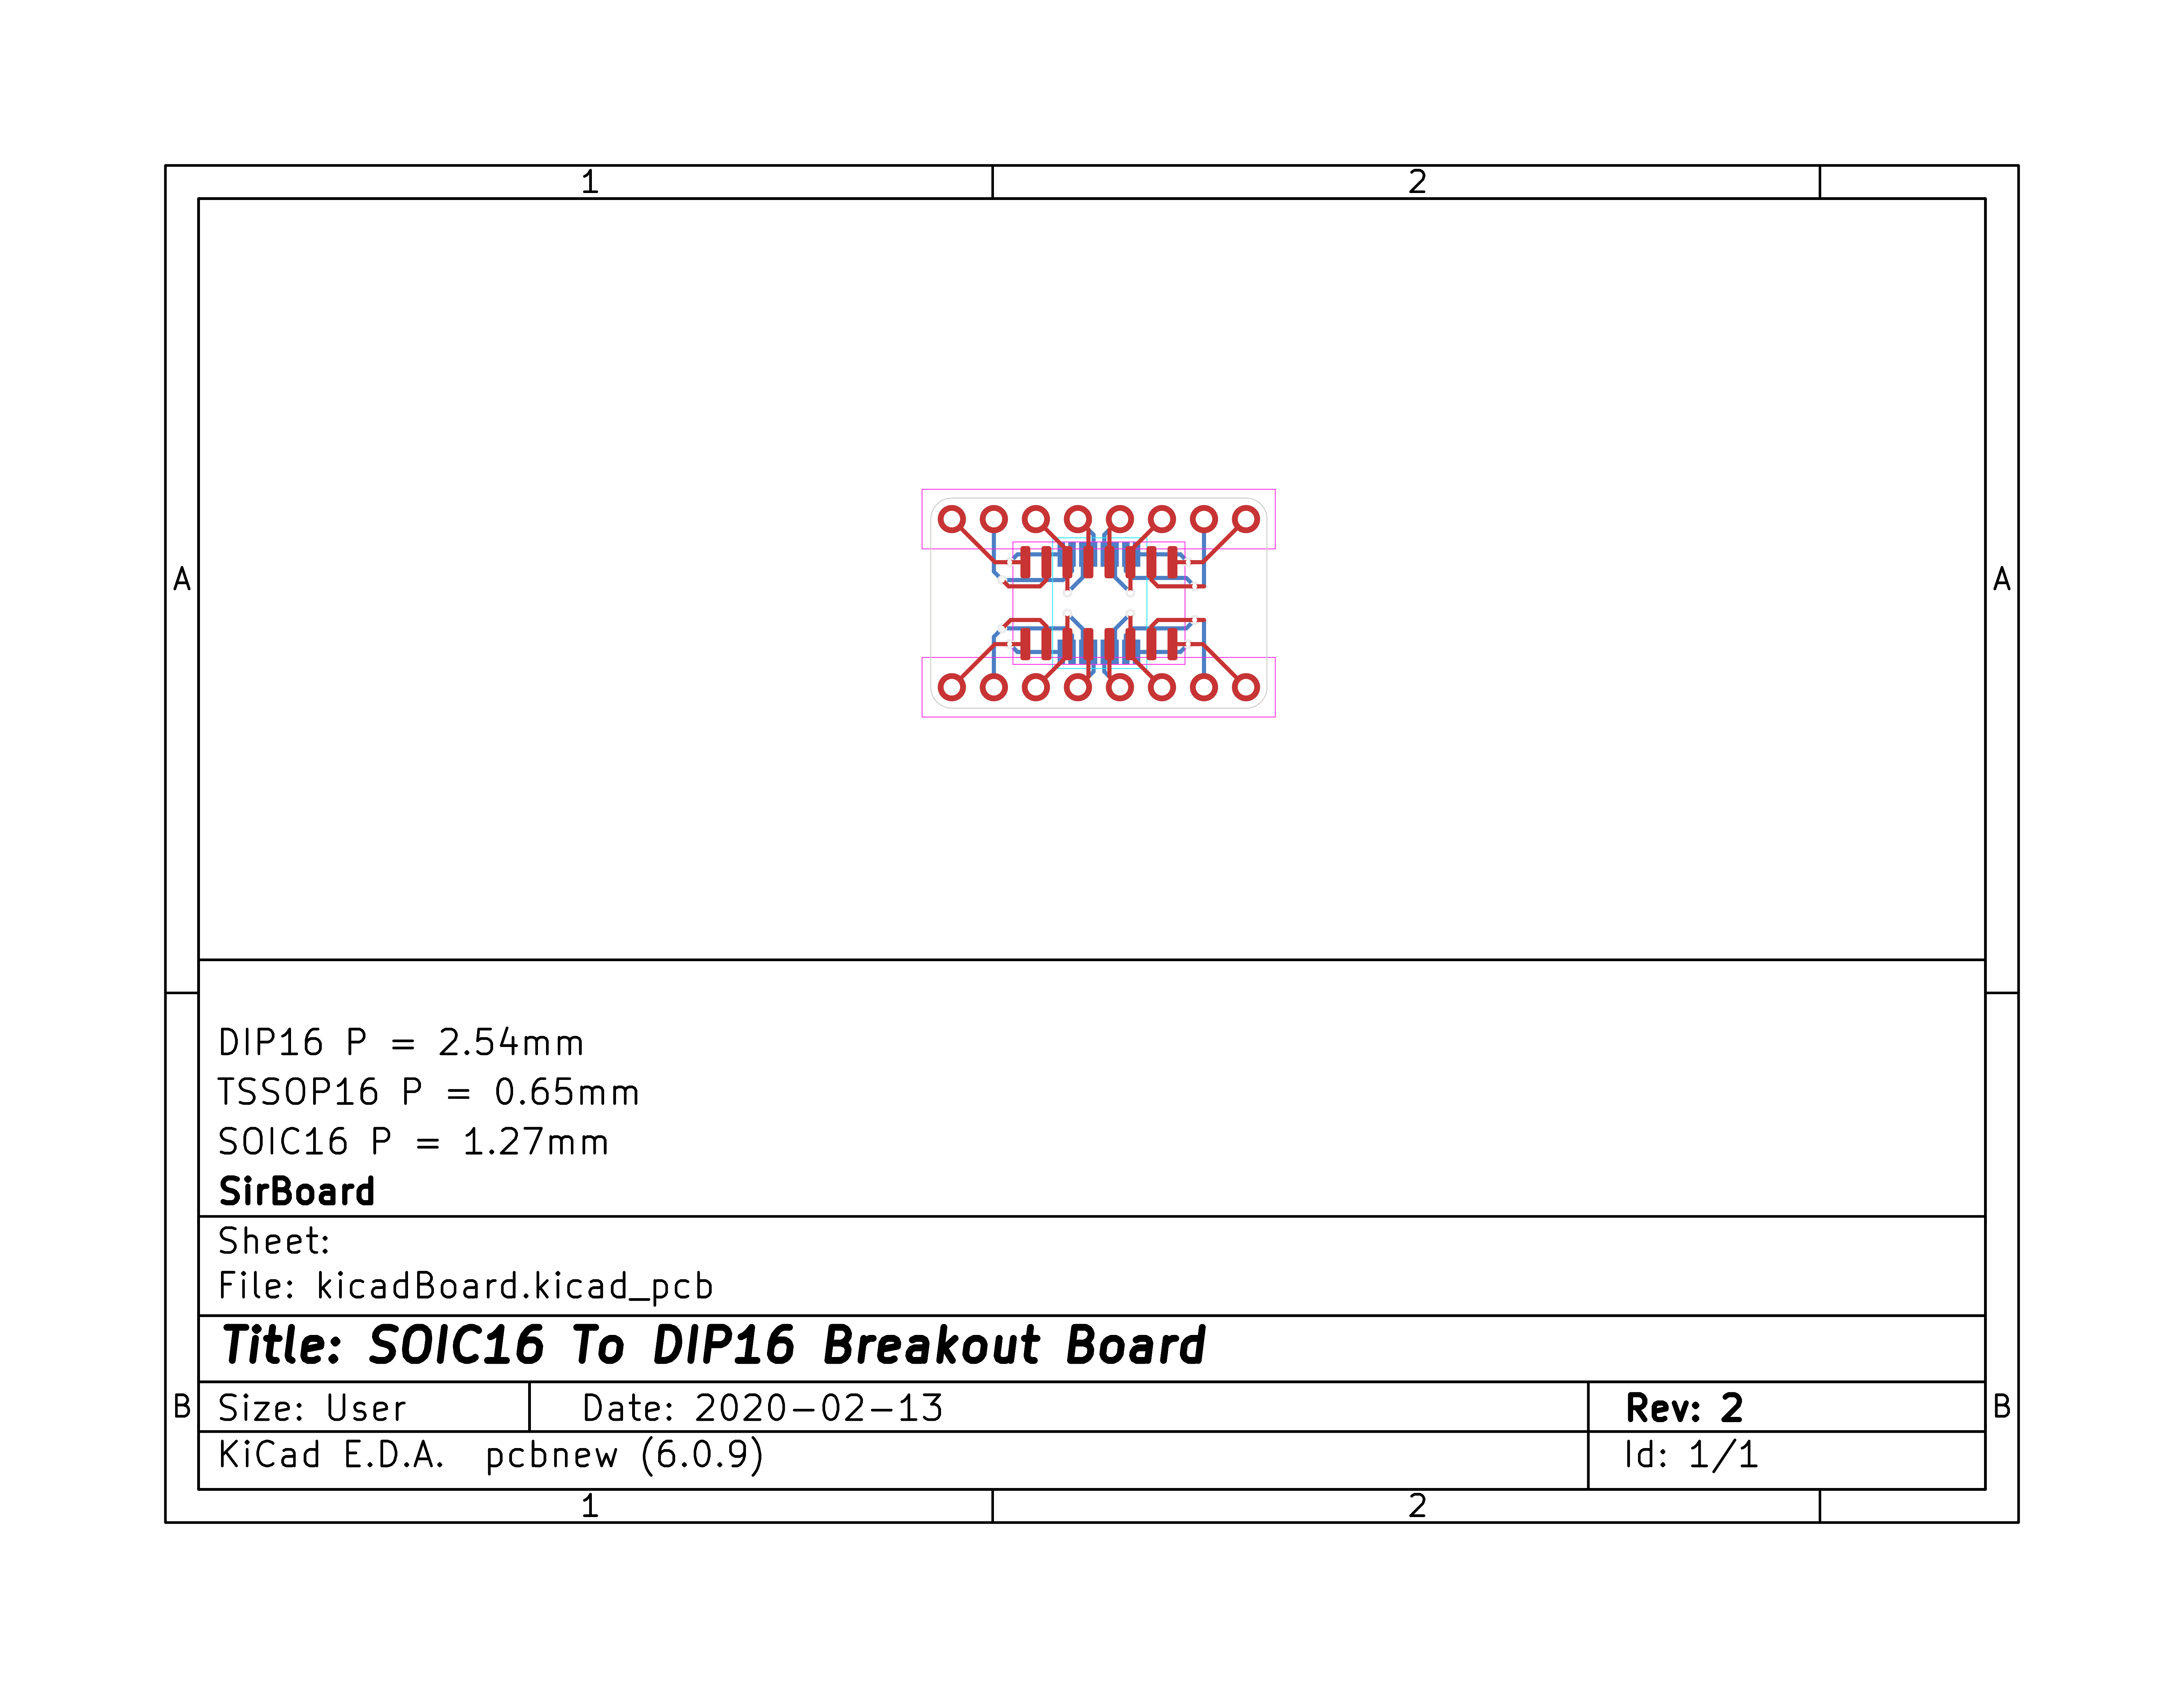 1 2
A A
DIP16 P = 2.54mm
TSSOP16 P = 0.65mm
SOIC16 P = 1.27mm
SirBoard
Sheet:
File: kicadBoard.kicad_pcb
Title: SOIC16 To DIP16 Breakout Board
B Size: User Date: 2020-02-13 Rev: 2 B
KiCad E.D.A. pcbnew (6.0.9) Id: 1/1
1 2